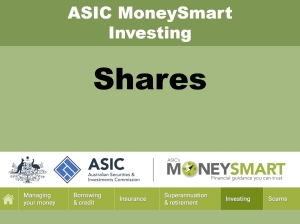 ASIC MoneySmart
Investing
Shares
ASIC
Australian Securities &
Investments Commission
ASIC's
MONEYSMART
Financial guidance you can trust
Managing
your money
Borrowing
& credit
Insurance
Superannuation
& retirement
Investing
Scams